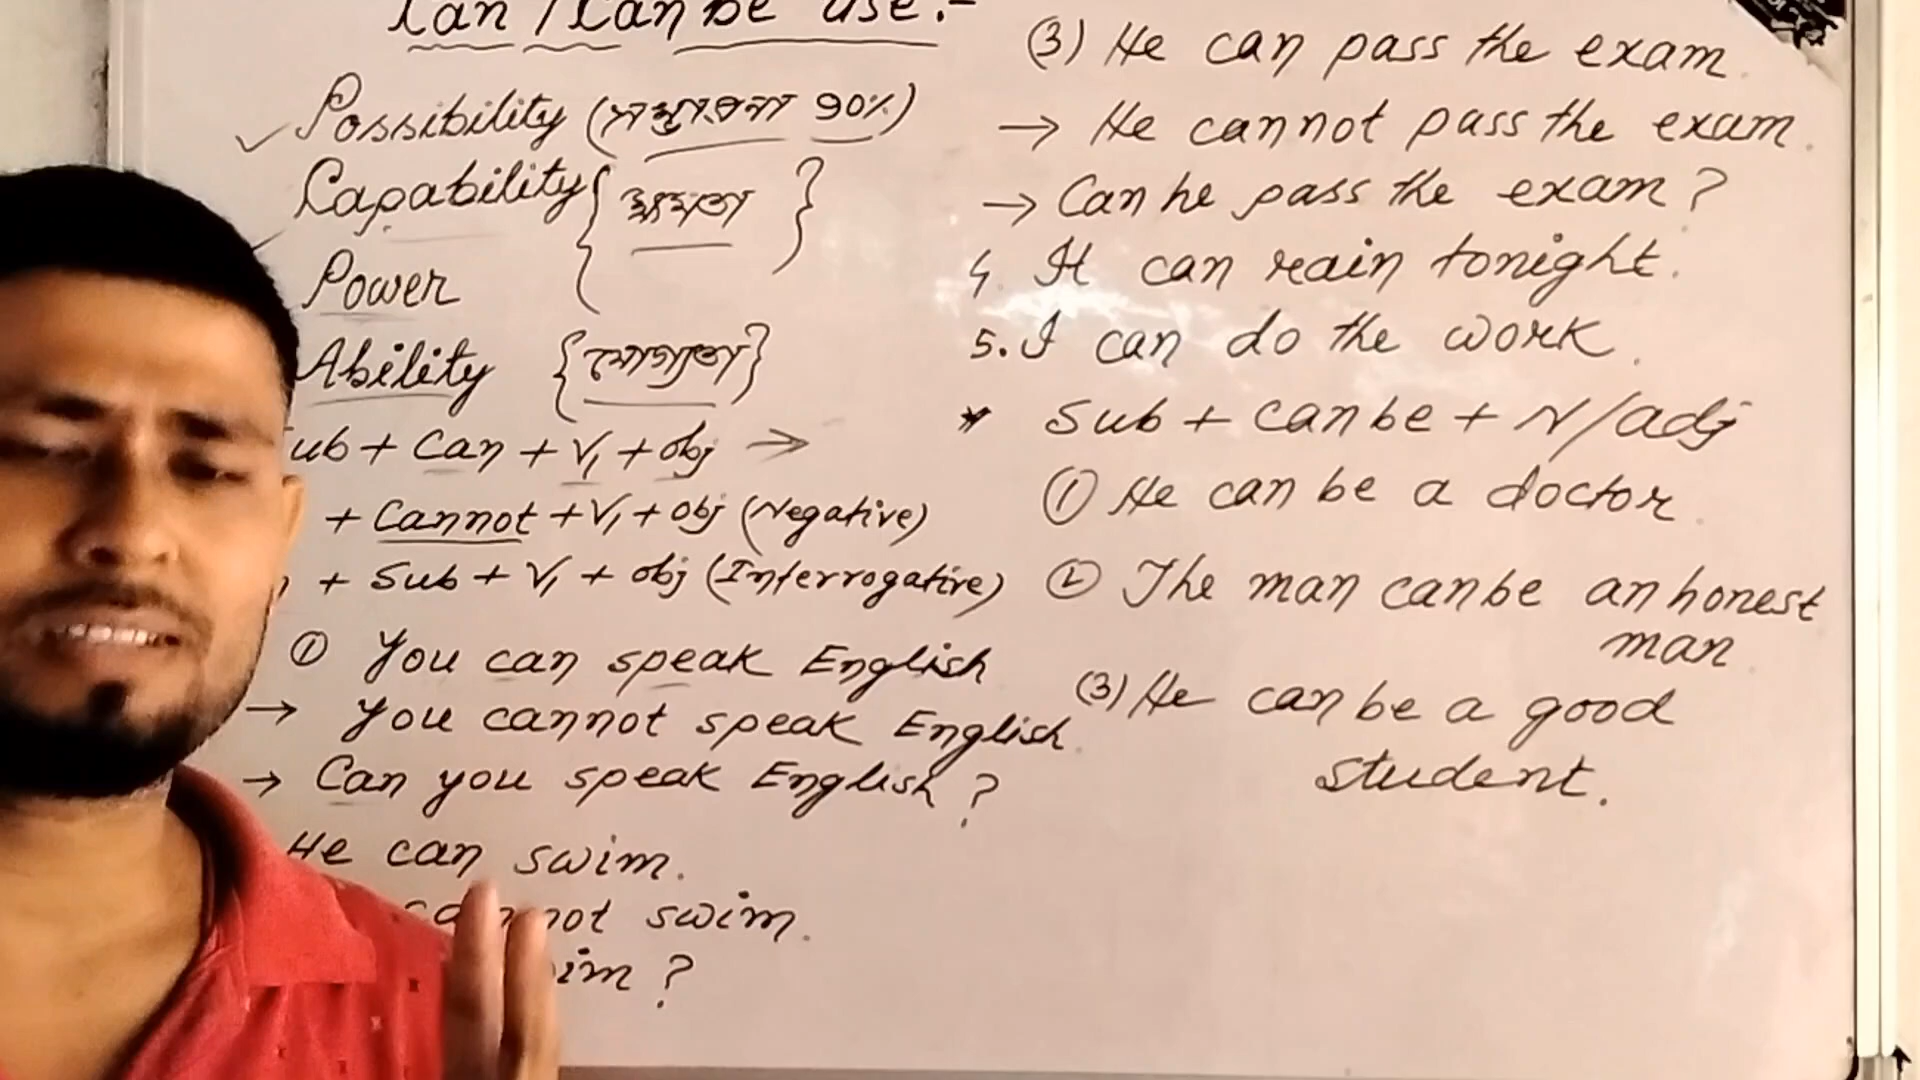 Can / Can be use :-
Possibility (সম্ভাবনা 90%)
Capability { ক্ষমতা }
Power
Ability { যোগ্যতা }
ub + Can + V1 + obj →
+ Cannot + V1 + obj (Negative)
+ Sub + V1 + obj (Interrogative)
① You can speak English
→ You cannot speak English.
→ Can you speak English ?
He can swim.
cannot swim.
im ?
(3) He can pass the exam.
→ He cannot pass the exam.
→ Can he pass the exam ?
4. It can rain tonight.
5. I can do the work.
* Sub + can be + N/adj
① He can be a doctor.
② The man can be an honest
man.
(3) He can be a good
student.